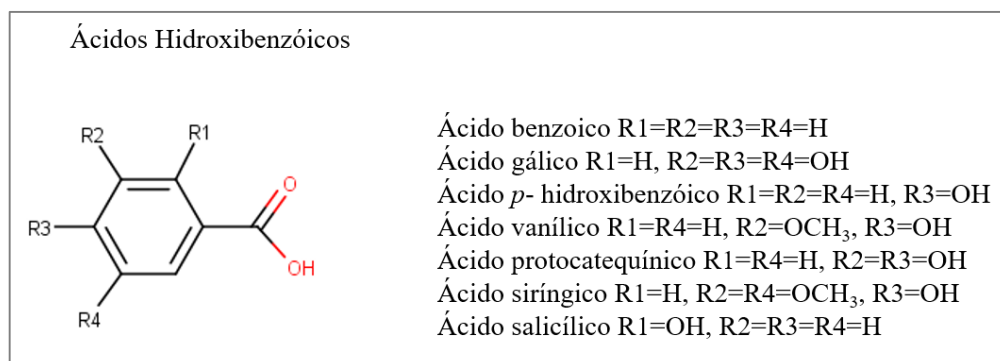 Ácidos Hidroxibenzóicos
R2
R1
O
R3
OH
R4
Ácido benzoico R1=R2=R3=R4=H
Ácido gálico R1=H, R2=R3=R4=OH
Ácido p- hidroxibenzóico R1=R2=R4=H, R3=OH
Ácido vanílico R1=R4=H, R2=OCH₃, R3=OH
Ácido protocatequínico R1=R4=H, R2=R3=OH
Ácido siríngico R1=H, R2=R4=OCH₃, R3=OH
Ácido salicílico R1=OH, R2=R3=R4=H